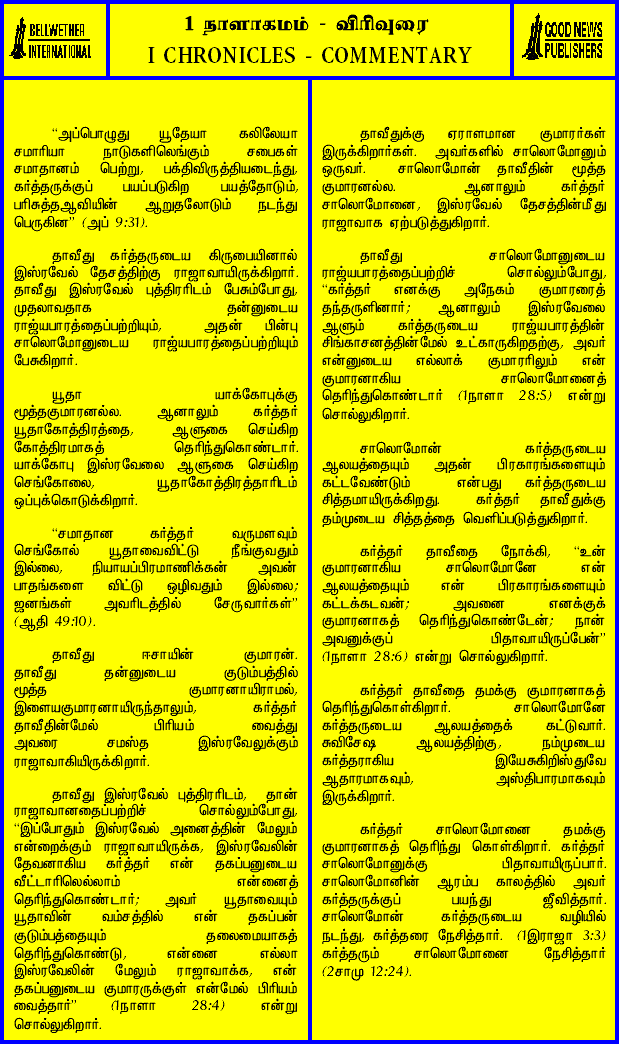 BELLWETHER
INTERNATIONAL
1 நாளாகமம் - விரிவுரை
I CHRONICLES - COMMENTARY
GOOD NEWS
PUBLISHERS
“அப்பொழுது யூதேயா கலிலேயா
சமாரியா நாடுகளிலெங்கும் சபைகள்
சமாதானம் பெற்று, பக்திவிருத்தியடைந்து,
கர்த்தருக்குப் பயப்படுகிற பயத்தோடும்,
பரிசுத்தஆவியின் ஆறுதலோடும் நடந்து
பெருகின” (அப் 9:31).
தாவீது கர்த்தருடைய கிருபையினால்
இஸ்ரவேல் தேசத்திற்கு ராஜாவாயிருக்கிறார்.
தாவீது இஸ்ரவேல் புத்திரரிடம் பேசும்போது,
முதலாவதாக தன்னுடைய
ராஜ்யபாரத்தைப்பற்றியும், அதன் பின்பு
சாலொமோனுடைய ராஜ்யபாரத்தைப்பற்றியும்
பேசுகிறார்.
யூதா யாக்கோபுக்கு
மூத்தகுமாரனல்ல. ஆனாலும் கர்த்தர்
யூதாகோத்திரத்தை, ஆளுகை செய்கிற
கோத்திரமாகத் தெரிந்துகொண்டார்.
யாக்கோபு இஸ்ரவேலை ஆளுகை செய்கிற
செங்கோலை, யூதாகோத்திரத்தாரிடம்
ஒப்புக்கொடுக்கிறார்.
“சமாதான கர்த்தர் வருமளவும்
செங்கோல் யூதாவைவிட்டு நீங்குவதும்
இல்லை, நியாயப்பிரமாணிக்கன் அவன்
பாதங்களை விட்டு ஒழிவதும் இல்லை;
ஜனங்கள் அவரிடத்தில் சேருவார்கள்”
(ஆதி 49:10).
தாவீது ஈசாயின் குமாரன்.
தாவீது தன்னுடைய குடும்பத்தில்
மூத்த குமாரனாயிராமல்,
இளையகுமாரனாயிருந்தாலும், கர்த்தர்
தாவீதின்மேல் பிரியம் வைத்து
அவரை சமஸ்த இஸ்ரவேலுக்கும்
ராஜாவாகியிருக்கிறார்.
தாவீது இஸ்ரவேல் புத்திரரிடம், தான்
ராஜாவானதைப்பற்றிச் சொல்லும்போது,
“இப்போதும் இஸ்ரவேல் அனைத்தின் மேலும்
என்றைக்கும் ராஜாவாயிருக்க, இஸ்ரவேலின்
தேவனாகிய கர்த்தர் என் தகப்பனுடைய
வீட்டாரிலெல்லாம் என்னைத்
தெரிந்துகொண்டார்; அவர் யூதாவையும்
யூதாவின் வம்சத்தில் என் தகப்பன்
குடும்பத்தையும் தலைமையாகத்
தெரிந்துகொண்டு, என்னை எல்லா
இஸ்ரவேலின் மேலும் ராஜாவாக்க, என்
தகப்பனுடைய குமாரருக்குள் என்மேல் பிரியம்
வைத்தார்” (1நாளா 28:4) என்று
சொல்லுகிறார்.
தாவீதுக்கு ஏராளமான குமாரர்கள்
இருக்கிறார்கள். அவர்களில் சாலொமோனும்
ஒருவர். சாலொமோன் தாவீதின் மூத்த
குமாரனல்ல. ஆனாலும் கர்த்தர்
சாலொமோனை, இஸ்ரவேல் தேசத்தின்மீது
ராஜாவாக ஏற்படுத்துகிறார்.
தாவீது சாலொமோனுடைய
ராஜ்யபாரத்தைப்பற்றிச் சொல்லும்போது,
“கர்த்தர் எனக்கு அநேகம் குமாரரைத்
தந்தருளினார்; ஆனாலும் இஸ்ரவேலை
ஆளும் கர்த்தருடைய ராஜ்யபாரத்தின்
சிங்காசனத்தின்மேல் உட்காருகிறதற்கு, அவர்
என்னுடைய எல்லாக் குமாரரிலும் என்
குமாரனாகிய சாலொமோனைத்
தெரிந்துகொண்டார் (1நாளா 28:5) என்று
சொல்லுகிறார்.
சாலொமோன் கர்த்தருடைய
ஆலயத்தையும் அதன் பிரகாரங்களையும்
கட்டவேண்டும் என்பது கர்த்தருடைய
சித்தமாயிருக்கிறது. கர்த்தர் தாவீதுக்கு
தம்முடைய சித்தத்தை வெளிப்படுத்துகிறார்.
கர்த்தர் தாவீதை நோக்கி, “உன்
குமாரனாகிய சாலொமோனே என்
ஆலயத்தையும் என் பிரகாரங்களையும்
கட்டக்கடவன்; அவனை எனக்குக்
குமாரனாகத் தெரிந்துகொண்டேன்; நான்
அவனுக்குப் பிதாவாயிருப்பேன்”
(1நாளா 28:6) என்று சொல்லுகிறார்.
கர்த்தர் தாவீதை தமக்கு குமாரனாகத்
தெரிந்துகொள்கிறார். சாலொமோனே
கர்த்தருடைய ஆலயத்தைக் கட்டுவார்.
சுவிசேஷ ஆலயத்திற்கு, நம்முடைய
கர்த்தராகிய இயேசுகிறிஸ்துவே
ஆதாரமாகவும், அஸ்திபாரமாகவும்
இருக்கிறார்.
கர்த்தர் சாலொமோனை தமக்கு
குமாரனாகத் தெரிந்து கொள்கிறார். கர்த்தர்
சாலொமோனுக்கு பிதாவாயிருப்பார்.
சாலொமோனின் ஆரம்ப காலத்தில் அவர்
கர்த்தருக்குப் பயந்து ஜீவித்தார்.
சாலொமோன் கர்த்தருடைய வழியில்
நடந்து, கர்த்தரை நேசித்தார். (1இராஜா 3:3)
கர்த்தரும் சாலொமோனை நேசித்தார்
(2சாமு 12:24).